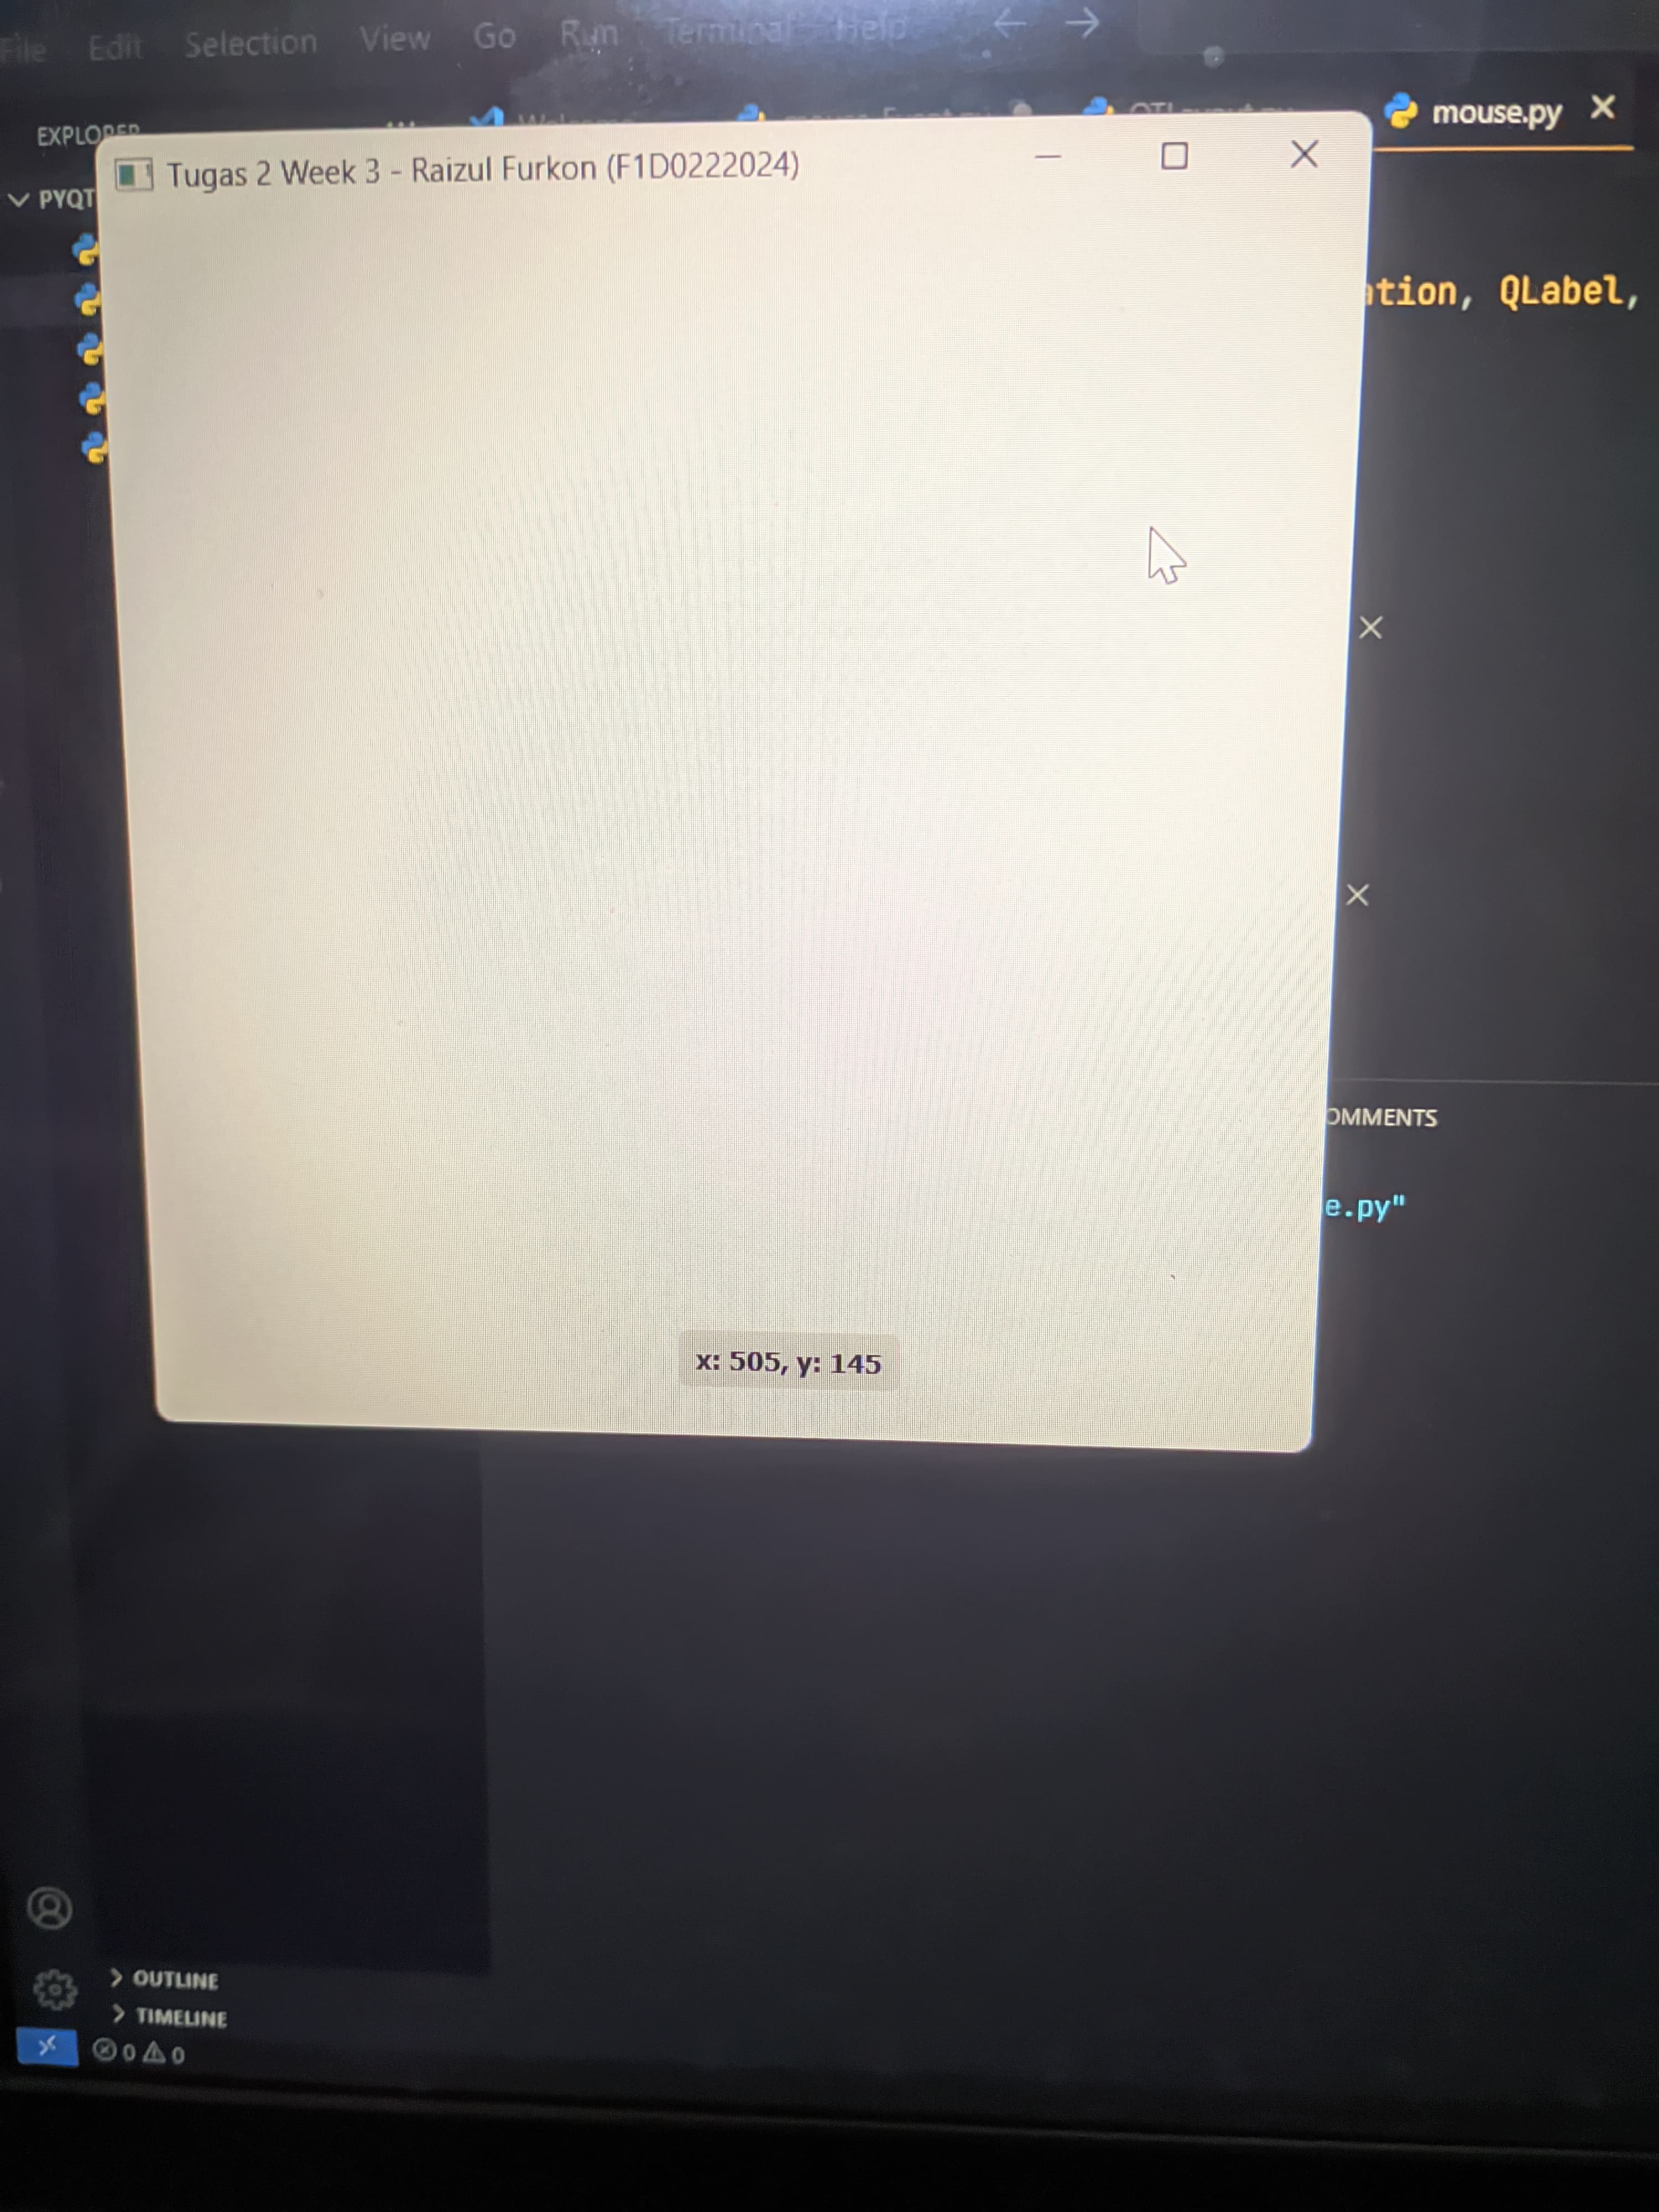 File Edit Selection View Go Run Terminal Help
EXPLORER
mouse.py
Tugas 2 Week 3 - Raizul Furkon (F1D0222024)
PYQT
QLabel,
OMMENTS
e.py"
x: 505, y: 145
OUTLINE
TIMELINE
0 0